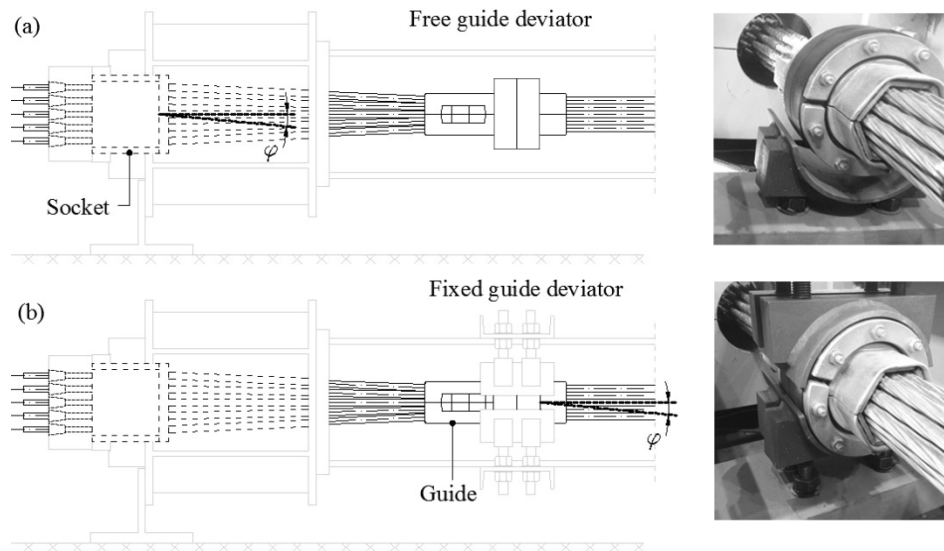 (a)
Free guide deviator
φ
Socket
(b)
Fixed guide deviator
φ
Guide